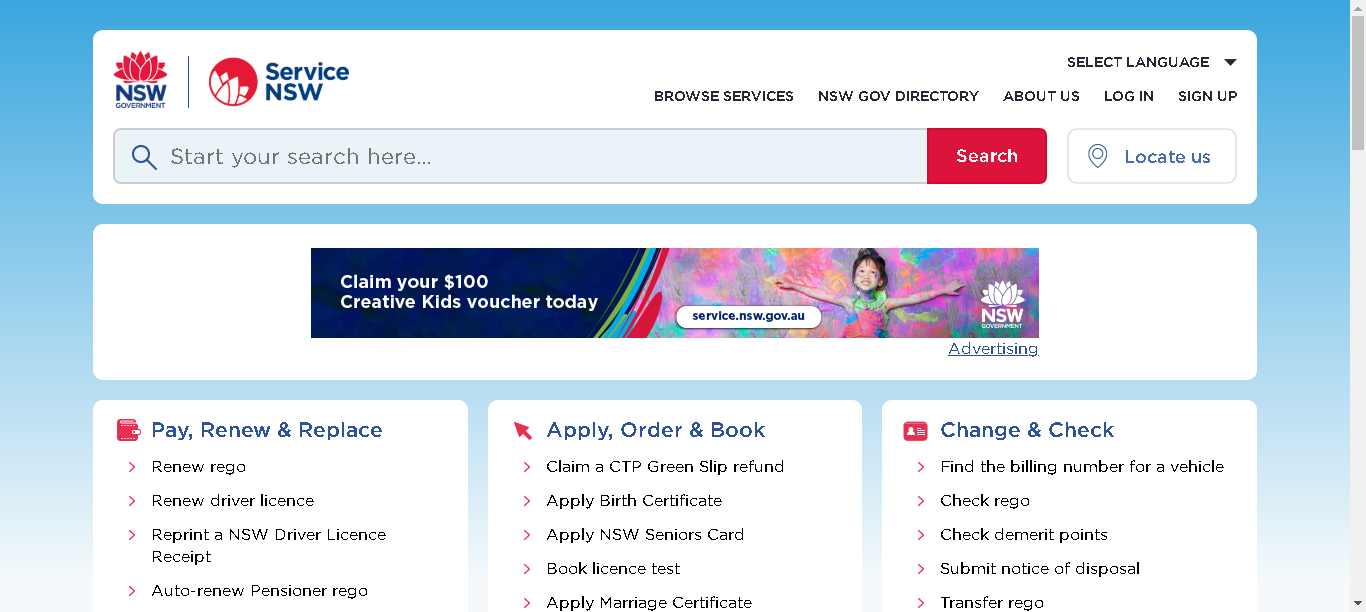 NSW
GOVERNMENT
Service
NSW
SELECT LANGUAGE
BROWSE SERVICES NSW GOV DIRECTORY ABOUT US LOG IN SIGN UP
Start your search here...
Search
Locate us
Claim your $100
Creative Kids voucher today
service.nsw.gov.au
NSW
GOVERNMENT
Advertising
Pay, Renew & Replace
Renew rego
Renew driver licence
Reprint a NSW Driver Licence
Receipt
Auto-renew Pensioner rego
Apply, Order & Book
Claim a CTP Green Slip refund
Apply Birth Certificate
Apply NSW Seniors Card
Book licence test
Apply Marriage Certificate
Change & Check
Find the billing number for a vehicle
Check rego
Check demerit points
Submit notice of disposal
Transfer rego